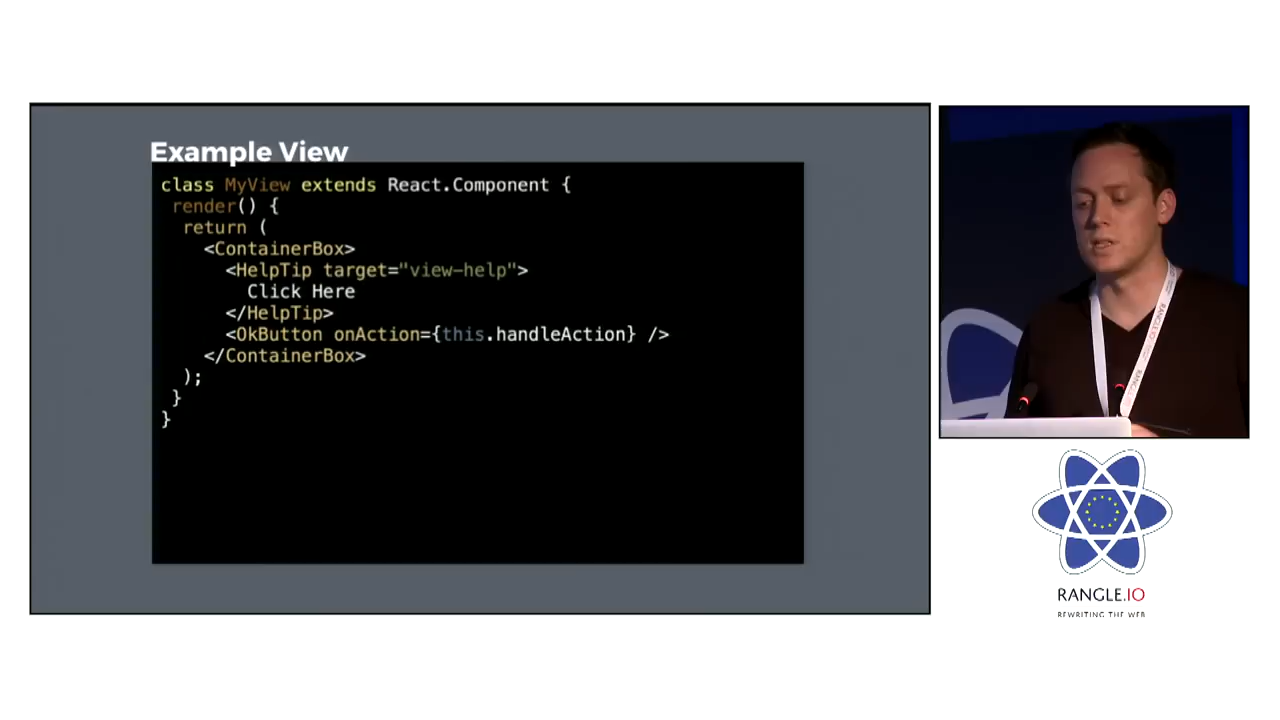 Example View
class MyView extends React.Component {
render() {
return (
<ContainerBox>
<HelpTip target="view-help">
Click Here
</HelpTip>
<OkButton onAction={this.handleAction} />
</ContainerBox>
);
}
}
RANGLE.IO
REWRITING THE WEB